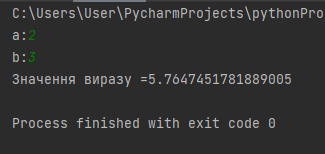 C:\Users\User\PycharmProjects\pythonPro
a:2
b:3
Значення виразу =5.7647451781889005
Process finished with exit code 0